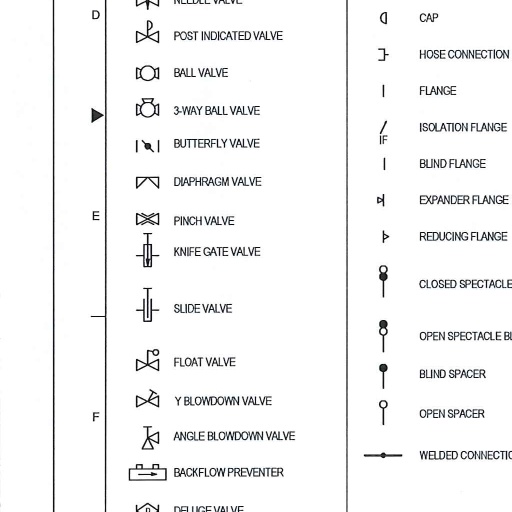 NEEDLE VALVE
D
POST INDICATED VALVE
BALL VALVE
3-WAY BALL VALVE
BUTTERFLY VALVE
DIAPHRAGM VALVE
E
PINCH VALVE
KNIFE GATE VALVE
SLIDE VALVE
FLOAT VALVE
Y BLOWDOWN VALVE
F
ANGLE BLOWDOWN VALVE
BACKFLOW PREVENTER
DELUGE VALVE
CAP
HOSE CONNECTION
FLANGE
ISOLATION FLANGE
IF
BLIND FLANGE
EXPANDER FLANGE
REDUCING FLANGE
CLOSED SPECTACLE
OPEN SPECTACLE BL
BLIND SPACER
OPEN SPACER
WELDED CONNECTIO